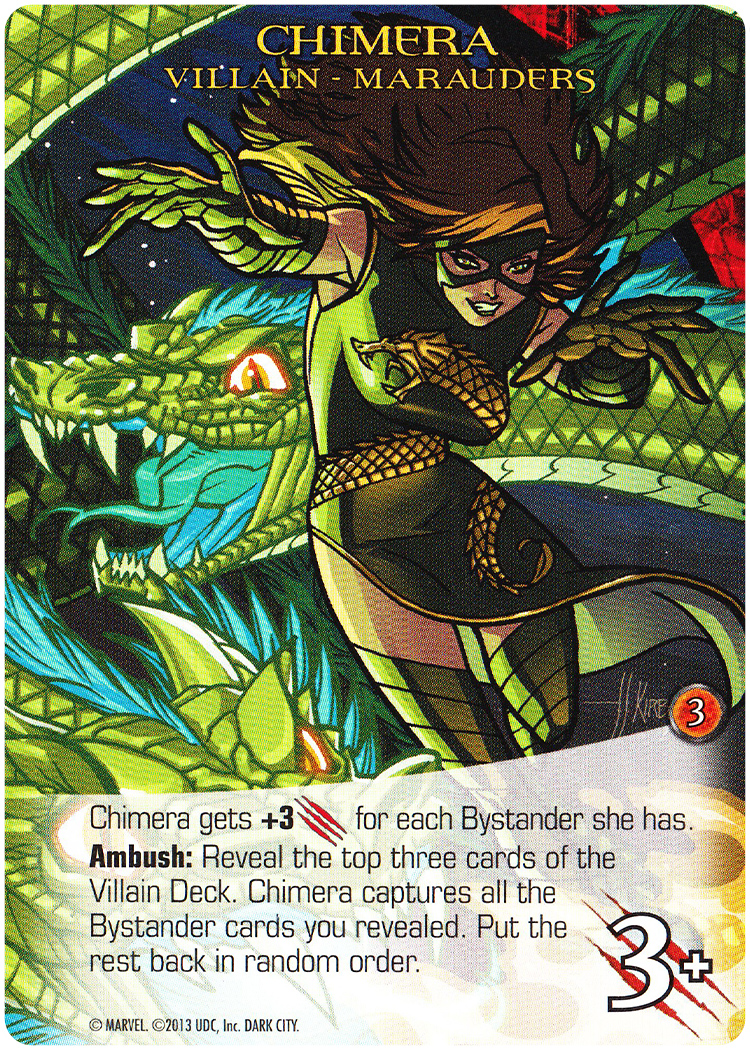 CHIMERA
VILLAIN - MARAUDERS
JSKIRB
3
Chimera gets +3 for each Bystander she has.
Ambush: Reveal the top three cards of the
Villain Deck. Chimera captures all the
Bystander cards you revealed. Put the
rest back in random order.
3+
© MARVEL. ©2013 UDC, Inc. DARK CITY.